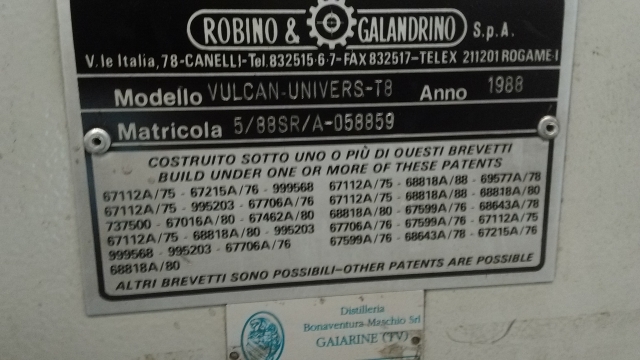 ROBINO & GALANDRINO S.p.A.
V.le Italia, 78-CANELLI-Tel. 832515-6-7-FAX 832517-TELEX 211201 ROGAME-I
Modello VULCAN-UNIVERS-T8 Anno 1988
Matricola 5/88SR/A-058859
COSTRUITO SOTTO UNO O PIÙ DI QUESTI BREVETTI
BUILD UNDER ONE OR MORE OF THESE PATENTS
67112A/75 - 67215A/76 - 999568 67112A/75 - 68818A/88 - 69577A/78
67112A/75 - 995203 - 67706A/76 67112A/75 - 999568 - 68818A/80
737500 - 67016A/80 - 67462A/80 68818A/80 - 67599A/76 - 68643A/78
67112A/75 - 68818A/80 - 995203 67706A/76 - 67599A/76 - 67112A/75
999568 - 995203 - 67706A/76 67599A/76 - 68643A/78 - 67215A/76
68818A/80
ALTRI BREVETTI SONO POSSIBILI-OTHER PATENTS ARE POSSIBLE
Distilleria
Bonaventura-Maschio Srl
GAIARINE (TV)